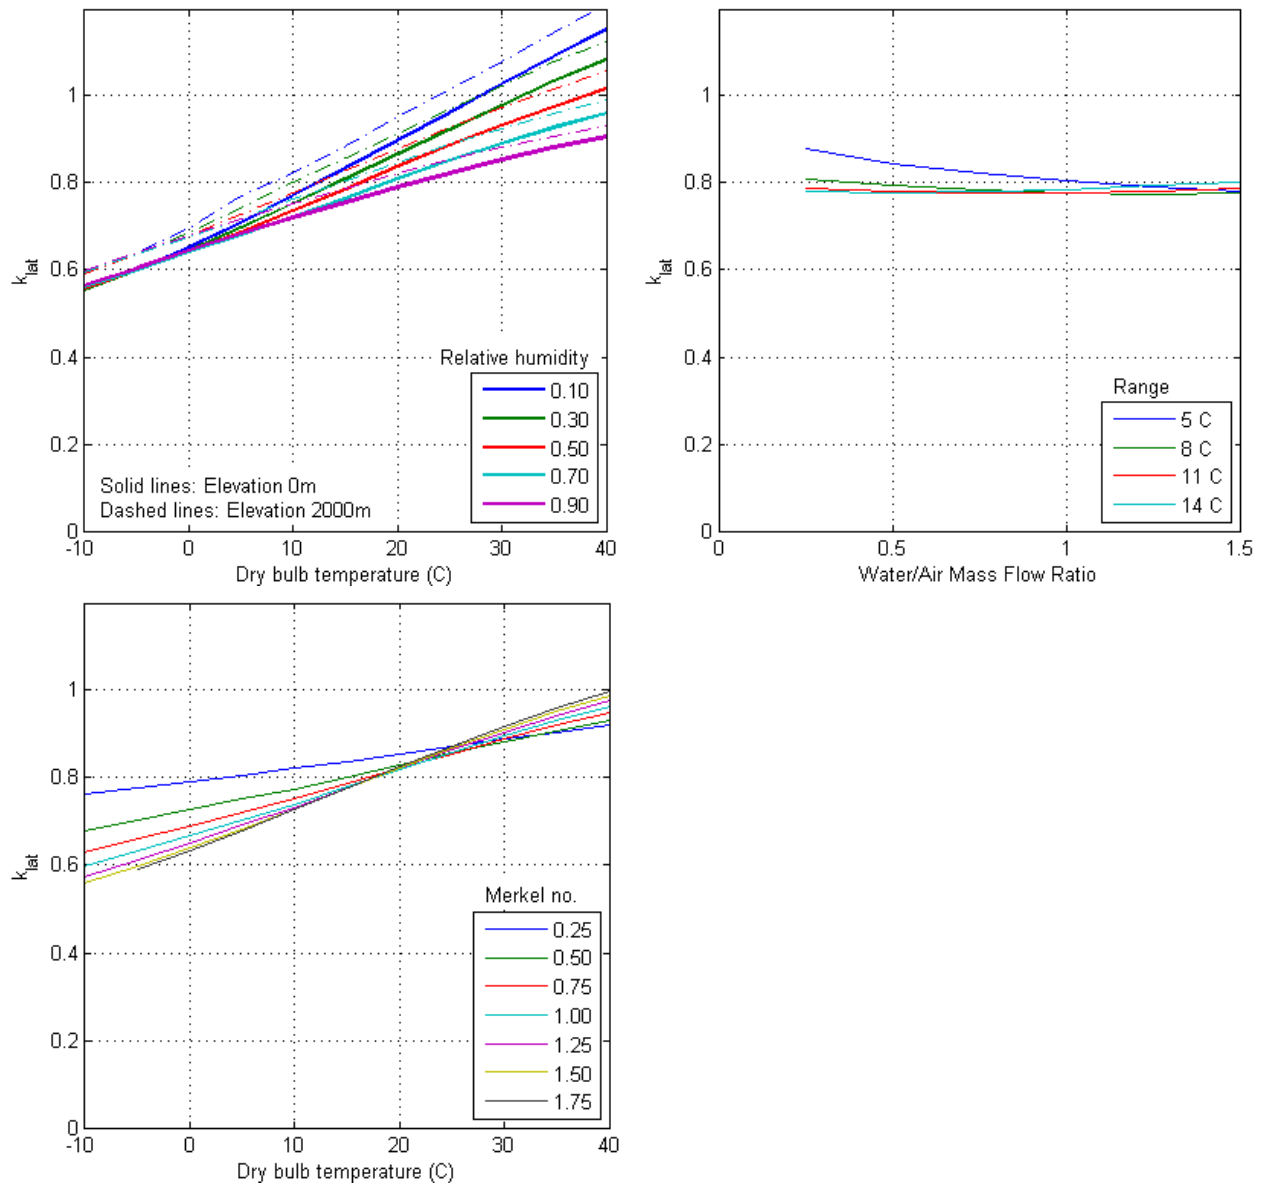 1
0.8
0.6
0.4
0.2
0
k_lat
-10 0 10 20 30 40
Dry bulb temperature (C)
Relative humidity
0.10
0.30
0.50
0.70
0.90
Solid lines: Elevation 0m
Dashed lines: Elevation 2000m
1
0.8
0.6
0.4
0.2
0
k_lat
0 0.5 1 1.5
Water/Air Mass Flow Ratio
Range
5 C
8 C
11 C
14 C
1
0.8
0.6
0.4
0.2
0
k_lat
-10 0 10 20 30 40
Dry bulb temperature (C)
Merkel no.
0.25
0.50
0.75
1.00
1.25
1.50
1.75